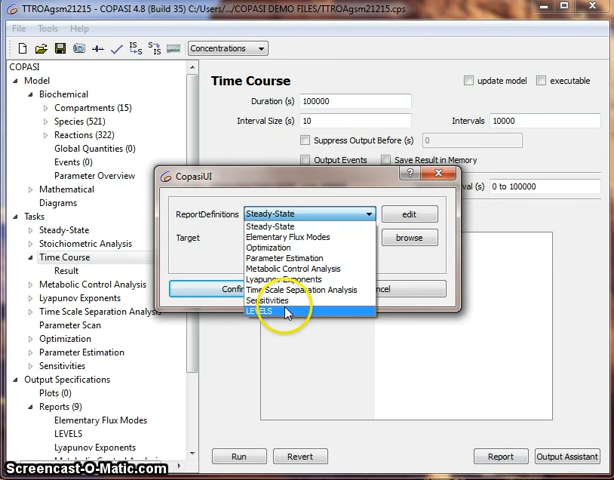 TTROAgsm21215 - COPASI 4.8 (Build 35) C:/Users/.../COPASI DEMO FILES/TTROAgsm21215.cps
File Tools Help
Concentrations
COPASI
Model
Biochemical
Compartments (15)
Species (521)
Reactions (322)
Global Quantities (0)
Events (0)
Parameter Overview
Mathematical
Diagrams
Tasks
Steady-State
Stoichiometric Analysis
Time Course
Result
Metabolic Control Analysis
Lyapunov Exponents
Time Scale Separation Analysis
Parameter Scan
Optimization
Parameter Estimation
Sensitivities
Output Specifications
Plots (0)
Reports (9)
Elementary Flux Modes
LEVELS
Lyapunov Exponents
Time Course
update model
executable
Duration (s) 100000
Interval Size (s) 10
Intervals 10000
Suppress Output Before (s) 0
Output Events
Save Result in Memory
0 to 100000
CopasiUI
ReportDefinitions Steady-State edit
Target browse
Steady-State
Elementary Flux Modes
Optimization
Parameter Estimation
Metabolic Control Analysis
Lyapunov Exponents
Time Scale Separation Analysis
Sensitivities
LEVELS
Run Revert Report Output Assistant
Screencast-O-Matic.com